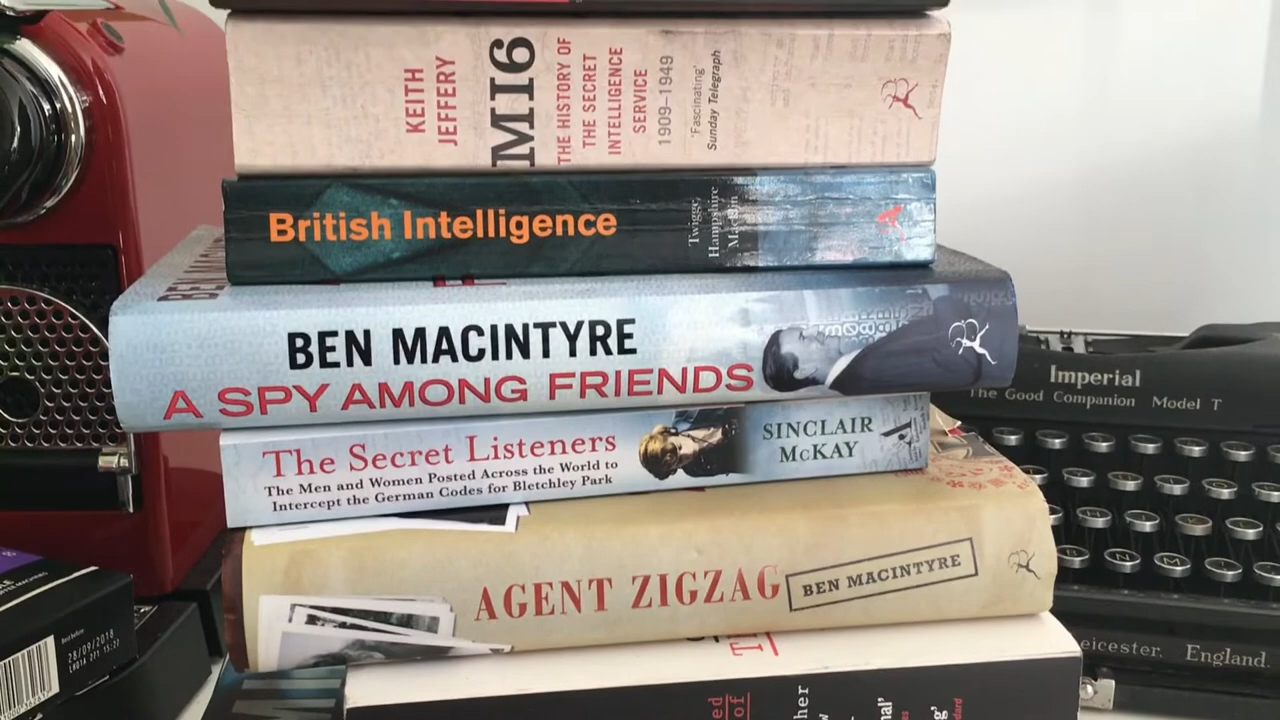 KEITH
JEFFERY
MI6
THE HISTORY OF
THE SECRET
INTELLIGENCE
SERVICE
1909–1949
'Fascinating'
Sunday Telegraph
British Intelligence
Twigge,
Hampshire
Macklin
BEN MACINTYRE
A SPY AMONG FRIENDS
The Secret Listeners
The Men and Women Posted Across the World to
Intercept the German Codes for Bletchley Park
SINCLAIR
McKAY
AGENT ZIGZAG
BEN MACINTYRE
Imperial
The Good Companion Model T
England.
Best before:
28/09/2018